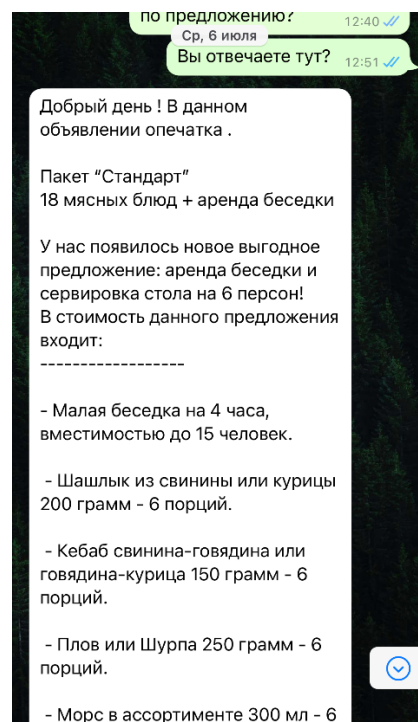 по предложению?
12:40
Ср, 6 июля
Вы отвечаете тут?
12:51
Добрый день ! В данном
объявлении опечатка .
Пакет “Стандарт”
18 мясных блюд + аренда беседки
У нас появилось новое выгодное
предложение: аренда беседки и
сервировка стола на 6 персон!
В стоимость данного предложения
входит:
------------------
- Малая беседка на 4 часа,
вместимостью до 15 человек.
- Шашлык из свинины или курицы
200 грамм - 6 порций.
- Кебаб свинина-говядина или
говядина-курица 150 грамм - 6
порций.
- Плов или Шурпа 250 грамм - 6
порций.
- Морс в ассортименте 300 мл - 6